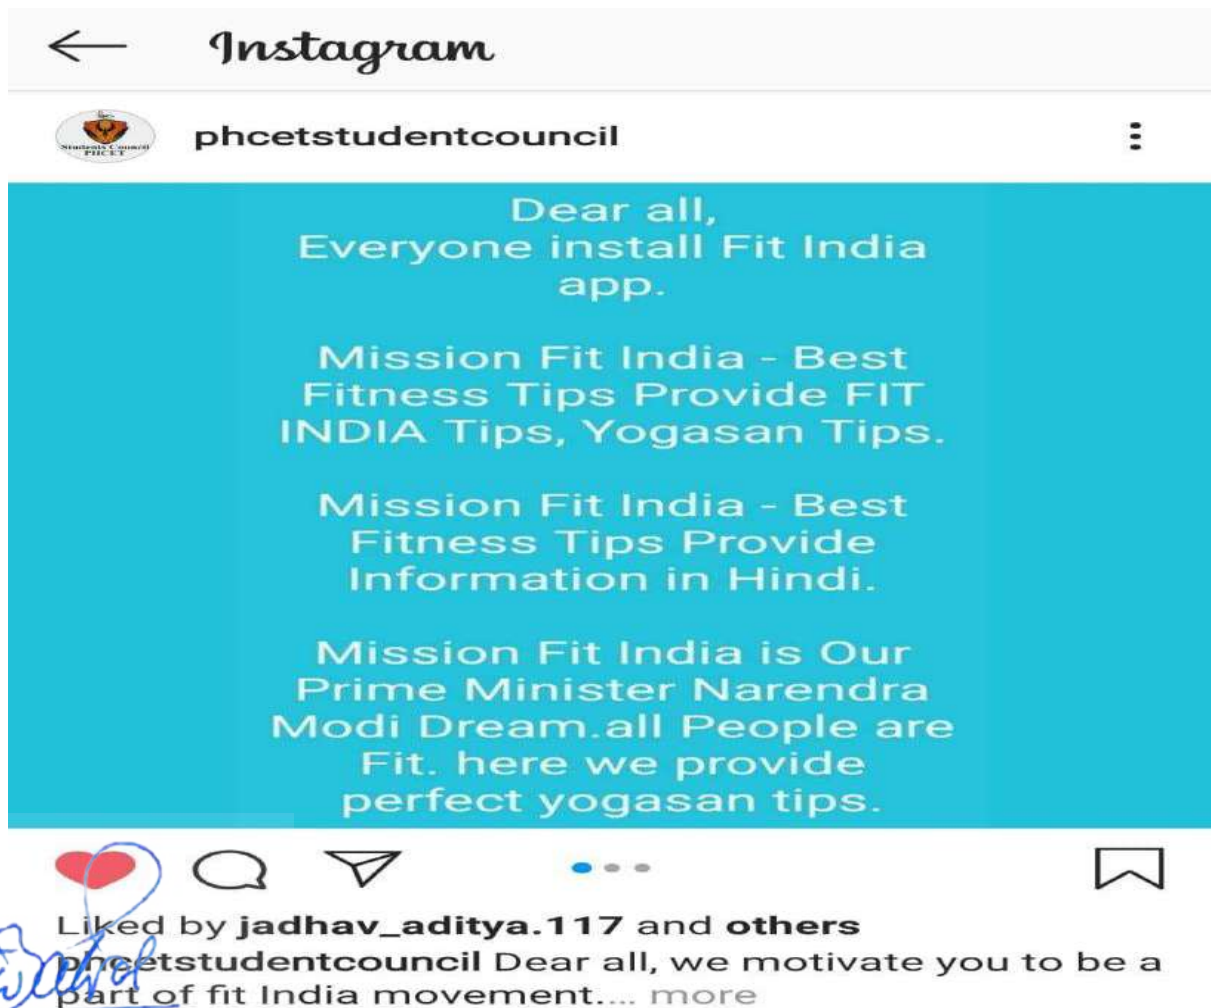 Instagram
Students Council
PHCET
phcetstudentcouncil
Dear all,
Everyone install Fit India
app.
Mission Fit India - Best
Fitness Tips Provide FIT
INDIA Tips, Yogasan Tips.
Mission Fit India - Best
Fitness Tips Provide
Information in Hindi.
Mission Fit India is Our
Prime Minister Narendra
Modi Dream.all People are
Fit. here we provide
perfect yogasan tips.
Liked by jadhav_aditya.117 and others
phcetstudentcouncil Dear all, we motivate you to be a
part of fit India movement.... more